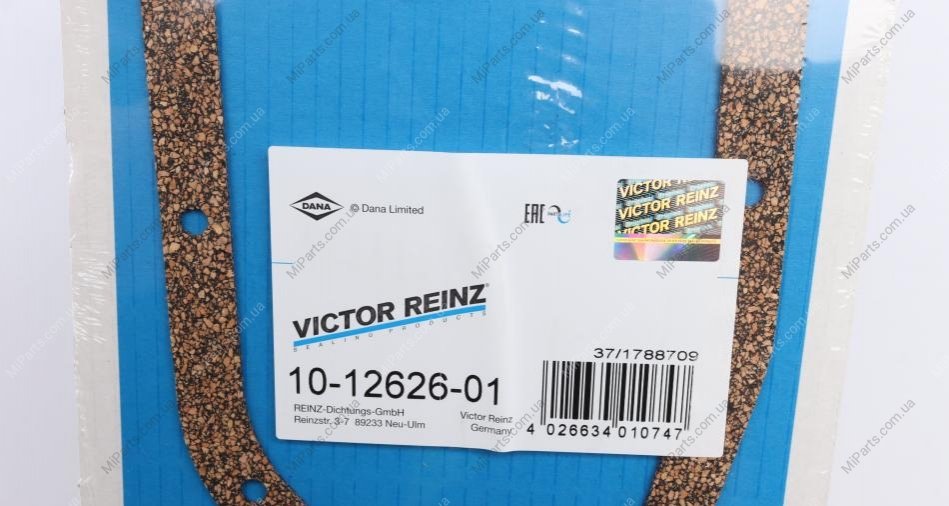 DANA
© Dana Limited
EAC
VICTOR REINZ
VICTOR REINZ
VICTOR REINZ
VICTOR REINZ®
SEALING PRODUCTS
37/1788709
10-12626-01
REINZ-Dichtungs-GmbH
Reinzstr. 3-7 89233 Neu-Ulm
Victor Reinz
Germany
4 026634 010747
MiParts.com.ua